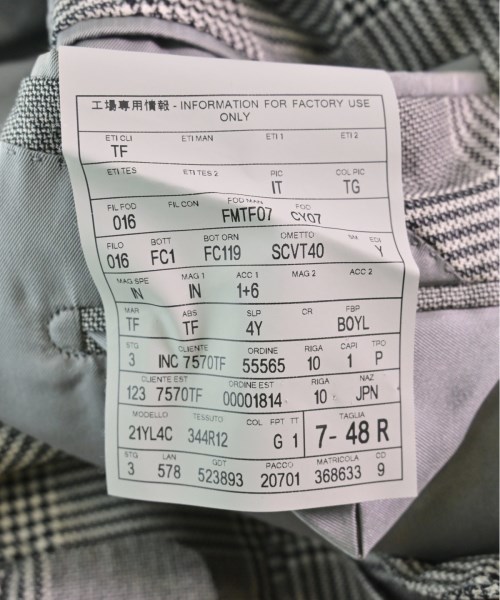 工場専用情報 - INFORMATION FOR FACTORY USE
ONLY
ETI CLI ETI MAN ETI 1 ETI 2
TF
ETI TES ETI TES 2 PIC COL PIC
IT TG
FIL FOD FIL CON FOD MAN FOD
016 FMTF07 CY07
FILO BOTT BOT ORN OMETTO EDI
016 FC1 FC119 SCVT40 Y
MAG SPE MAG 1 ACC 1 MAG 2 ACC 2
IN IN 1+6
MAR ABS SLP CR FBP
TF TF 4Y BOYL
STG CLIENTE ORDINE RIGA CAPI TPO
3 INC 7570TF 55565 10 1 P
CLIENTE EST ORDINE EST RIGA NAZ
123 7570TF 00001814 10 JPN
MODELLO TESSUTO COL FPT TT TAGLIA
21YL4C 344R12 G 1 7- 48 R
STG LAN GDT PACCO MATRICOLA CD
3 578 523893 20701 368633 9